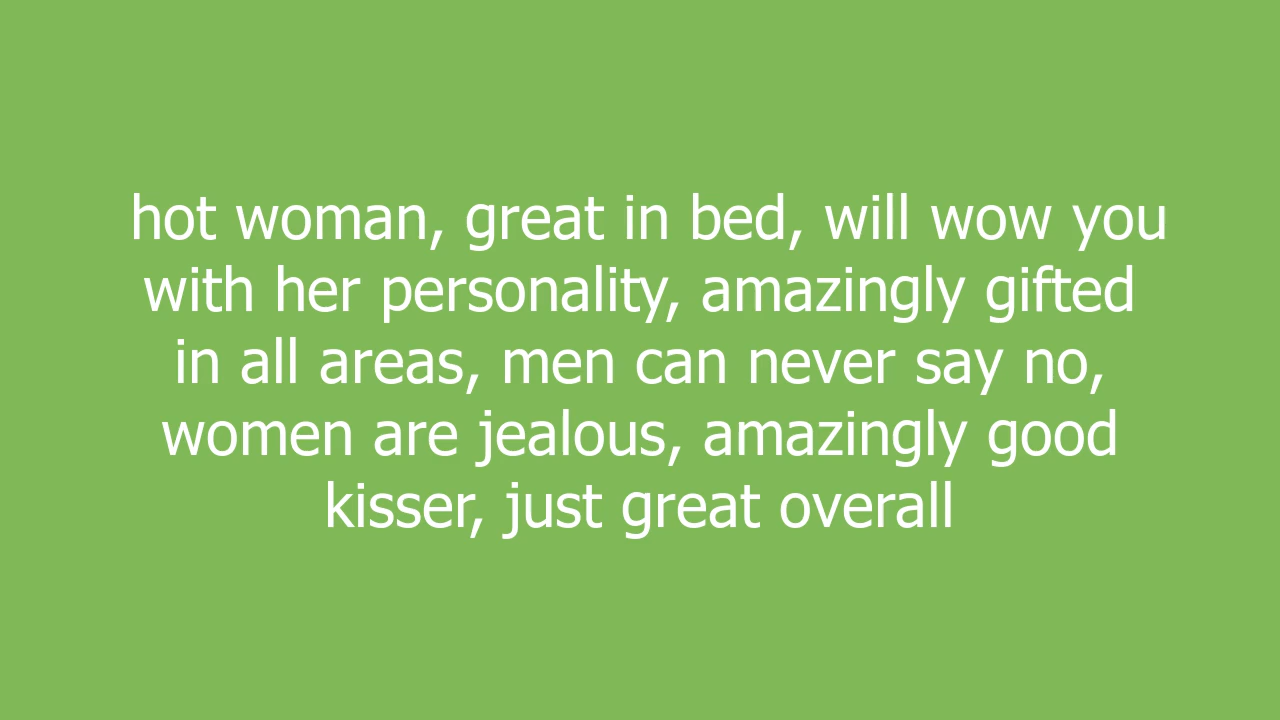 hot woman, great in bed, will wow you
with her personality, amazingly gifted
in all areas, men can never say no,
women are jealous, amazingly good
kisser, just great overall